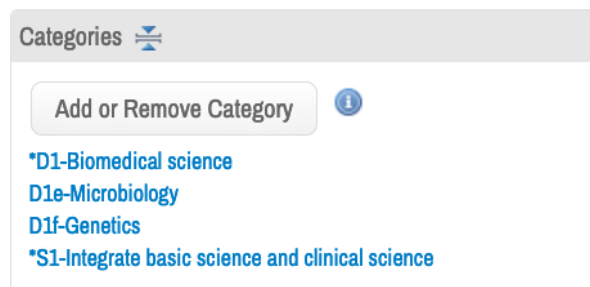 Categories
Add or Remove Category
*D1-Biomedical science
D1e-Microbiology
D1f-Genetics
*S1-Integrate basic science and clinical science